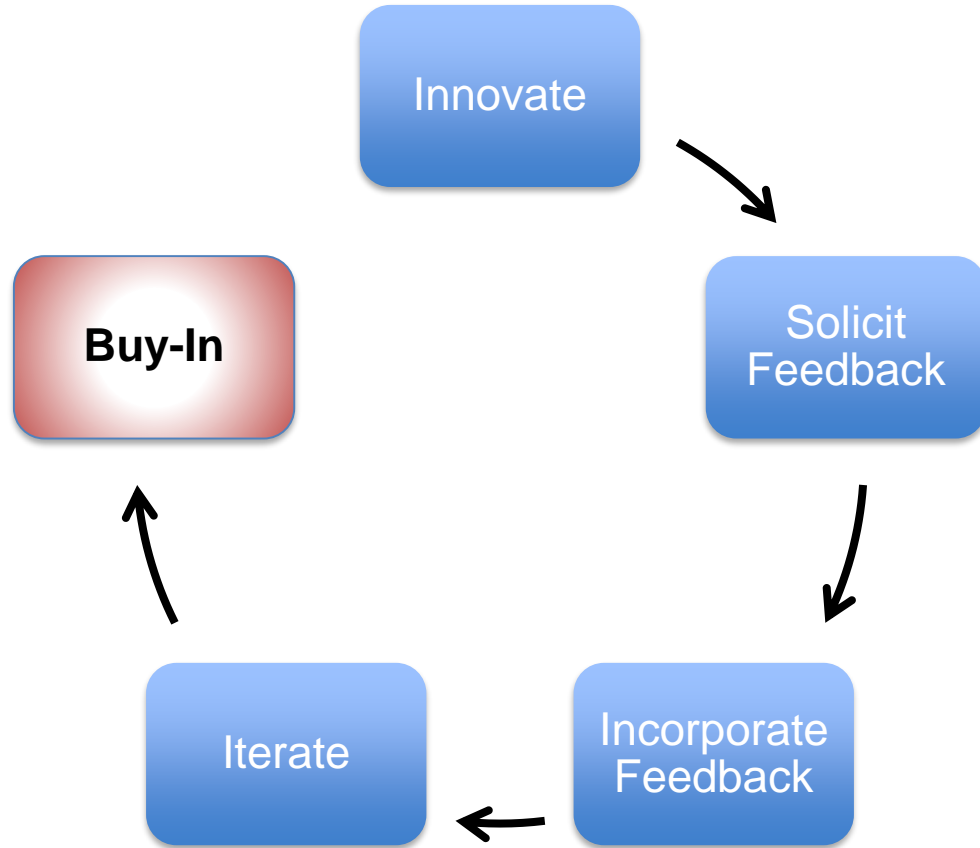 Innovate
Solicit
Feedback
Incorporate
Feedback
Iterate
Buy-In